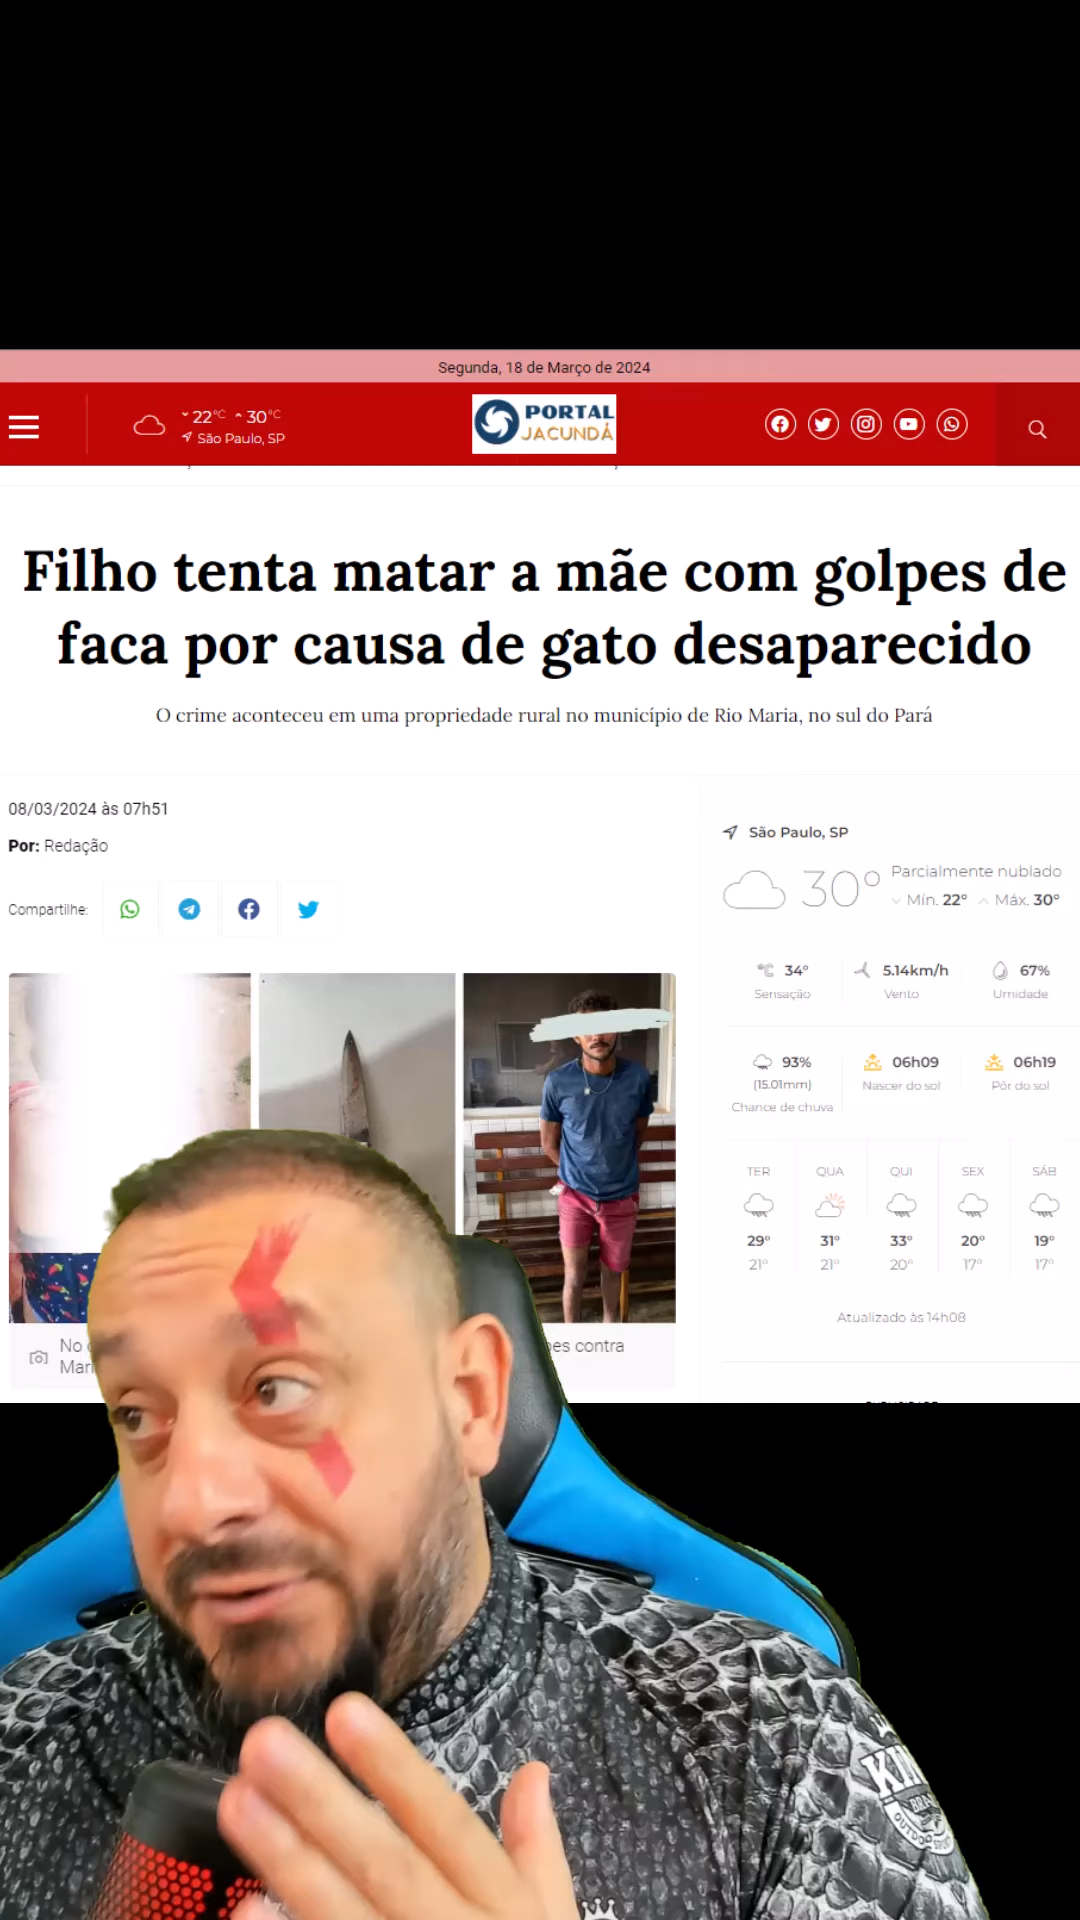 Segunda, 18 de Março de 2024
22°C 30°C
São Paulo, SP
PORTAL
JACUNDÁ
Filho tenta matar a mãe com golpes de
faca por causa de gato desaparecido
O crime aconteceu em uma propriedade rural no município de Rio Maria, no sul do Pará
08/03/2024 às 07h51
Por: Redação
Compartilhe:
No
es contra
Mari
São Paulo, SP
30°
Parcialmente nublado
Mín. 22° Máx. 30°
°C 34°
Sensação
5.14km/h
Vento
67%
Umidade
93%
(15.01mm)
Chance de chuva
06h09
Nascer do sol
06h19
Pôr do sol
TER QUA QUI SEX SÁB
29° 31° 33° 20° 19°
21° 21° 20° 17° 17°
Atualizado às 14h08
KING
BRASIL
OUTDOOR